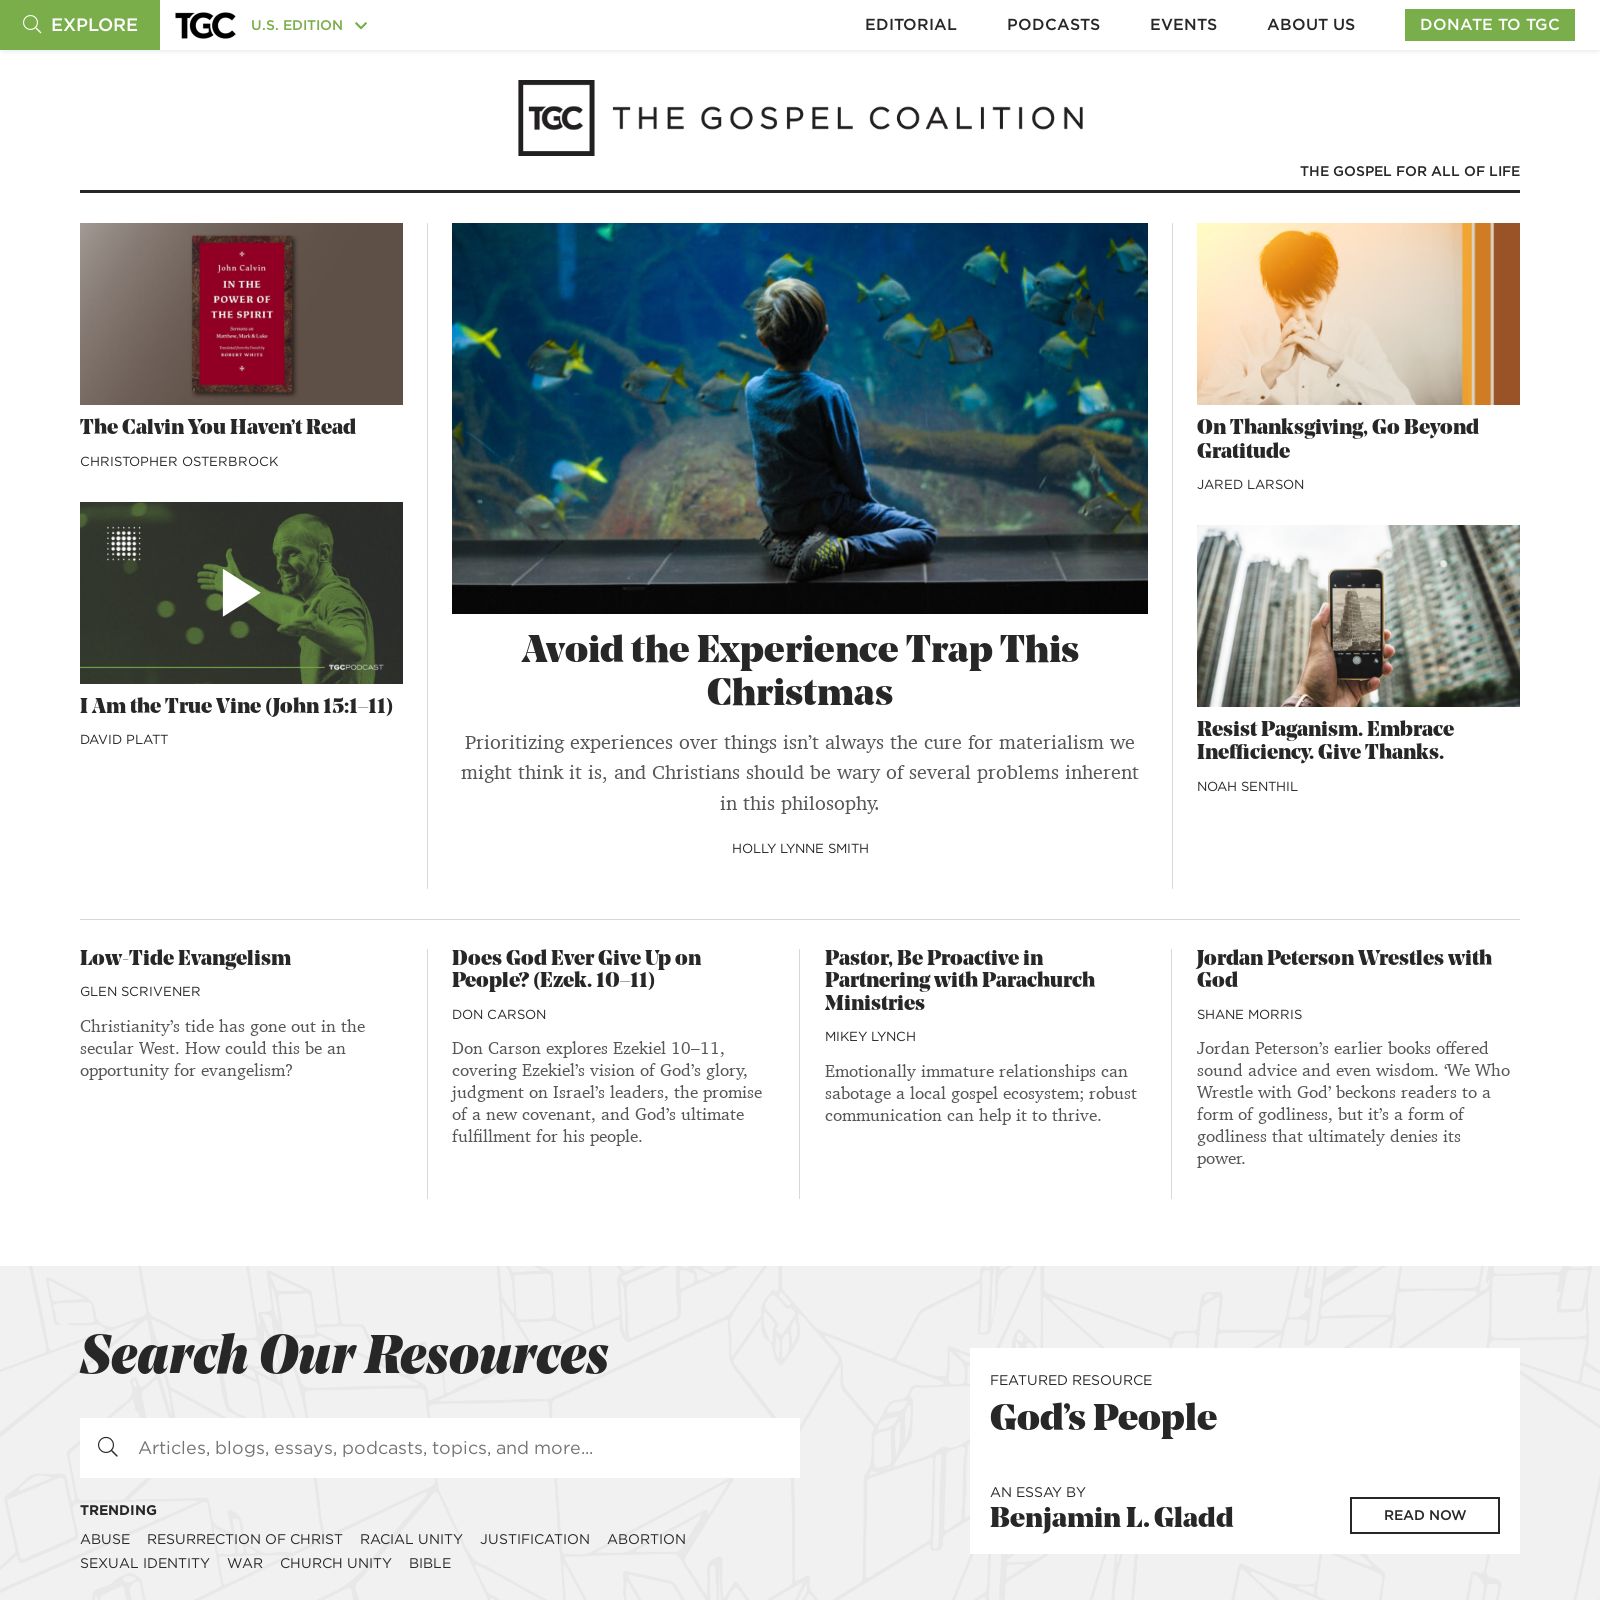 EXPLORE
TGC
U.S. EDITION
EDITORIAL
PODCASTS
EVENTS
ABOUT US
DONATE TO TGC
TGC
THE GOSPEL COALITION
THE GOSPEL FOR ALL OF LIFE
John Calvin
IN THE
POWER OF
THE SPIRIT
Sermons on
Matthew, Mark & Luke
Translated from the French by
ROBERT WHITE
The Calvin You Haven’t Read
CHRISTOPHER OSTERBROCK
TGCPODCAST
I Am the True Vine (John 15:1–11)
DAVID PLATT
Avoid the Experience Trap This
Christmas
Prioritizing experiences over things isn’t always the cure for materialism we
might think it is, and Christians should be wary of several problems inherent
in this philosophy.
HOLLY LYNNE SMITH
On Thanksgiving, Go Beyond
Gratitude
JARED LARSON
Resist Paganism. Embrace
Inefficiency. Give Thanks.
NOAH SENTHIL
Low-Tide Evangelism
GLEN SCRIVENER
Christianity’s tide has gone out in the
secular West. How could this be an
opportunity for evangelism?
Does God Ever Give Up on
People? (Ezek. 10–11)
DON CARSON
Don Carson explores Ezekiel 10–11,
covering Ezekiel’s vision of God’s glory,
judgment on Israel’s leaders, the promise
of a new covenant, and God’s ultimate
fulfillment for his people.
Pastor, Be Proactive in
Partnering with Parachurch
Ministries
MIKEY LYNCH
Emotionally immature relationships can
sabotage a local gospel ecosystem; robust
communication can help it to thrive.
Jordan Peterson Wrestles with
God
SHANE MORRIS
Jordan Peterson’s earlier books offered
sound advice and even wisdom. ‘We Who
Wrestle with God’ beckons readers to a
form of godliness, but it’s a form of
godliness that ultimately denies its
power.
Search Our Resources
Articles, blogs, essays, podcasts, topics, and more...
TRENDING
ABUSE RESURRECTION OF CHRIST RACIAL UNITY JUSTIFICATION ABORTION
SEXUAL IDENTITY WAR CHURCH UNITY BIBLE
FEATURED RESOURCE
God’s People
AN ESSAY BY
Benjamin L. Gladd
READ NOW